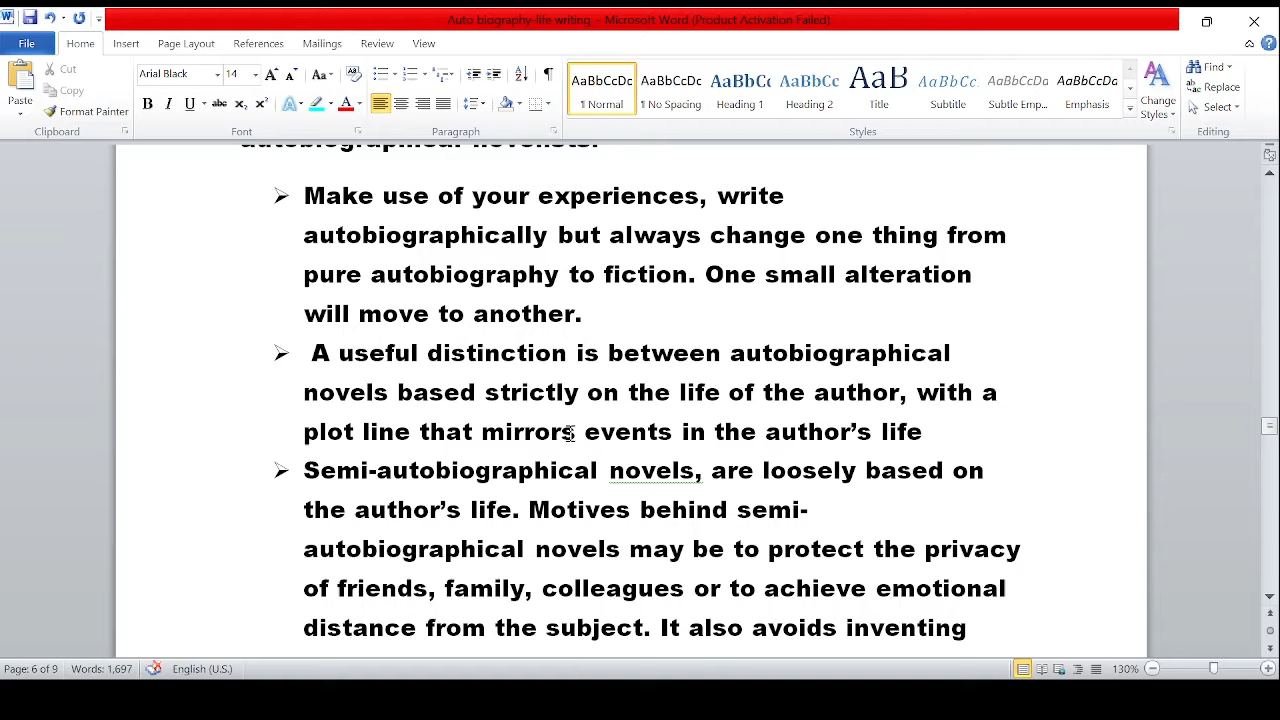 Auto biography-life writing - Microsoft Word (Product Activation Failed)
File Home Insert Page Layout References Mailings Review View
Paste
Cut
Copy
Format Painter
Clipboard
Arial Black 14
Font
Paragraph
AaBbCcDc AaBbCcDc AaBbCc AaBbCc AaB AaBbCc. AaBbCcDc AaBbCcDc
¶ Normal ¶ No Spacing Heading 1 Heading 2 Title Subtitle Subtle Em... Emphasis
Change Styles
Styles
Find
Replace
Select
Editing
autobiographical novelists.
Make use of your experiences, write
autobiographically but always change one thing from
pure autobiography to fiction. One small alteration
will move to another.
A useful distinction is between autobiographical
novels based strictly on the life of the author, with a
plot line that mirrors events in the author's life
Semi-autobiographical novels, are loosely based on
the author's life. Motives behind semi-
autobiographical novels may be to protect the privacy
of friends, family, colleagues or to achieve emotional
distance from the subject. It also avoids inventing
Page: 6 of 9 Words: 1,697 English (U.S.) 130%